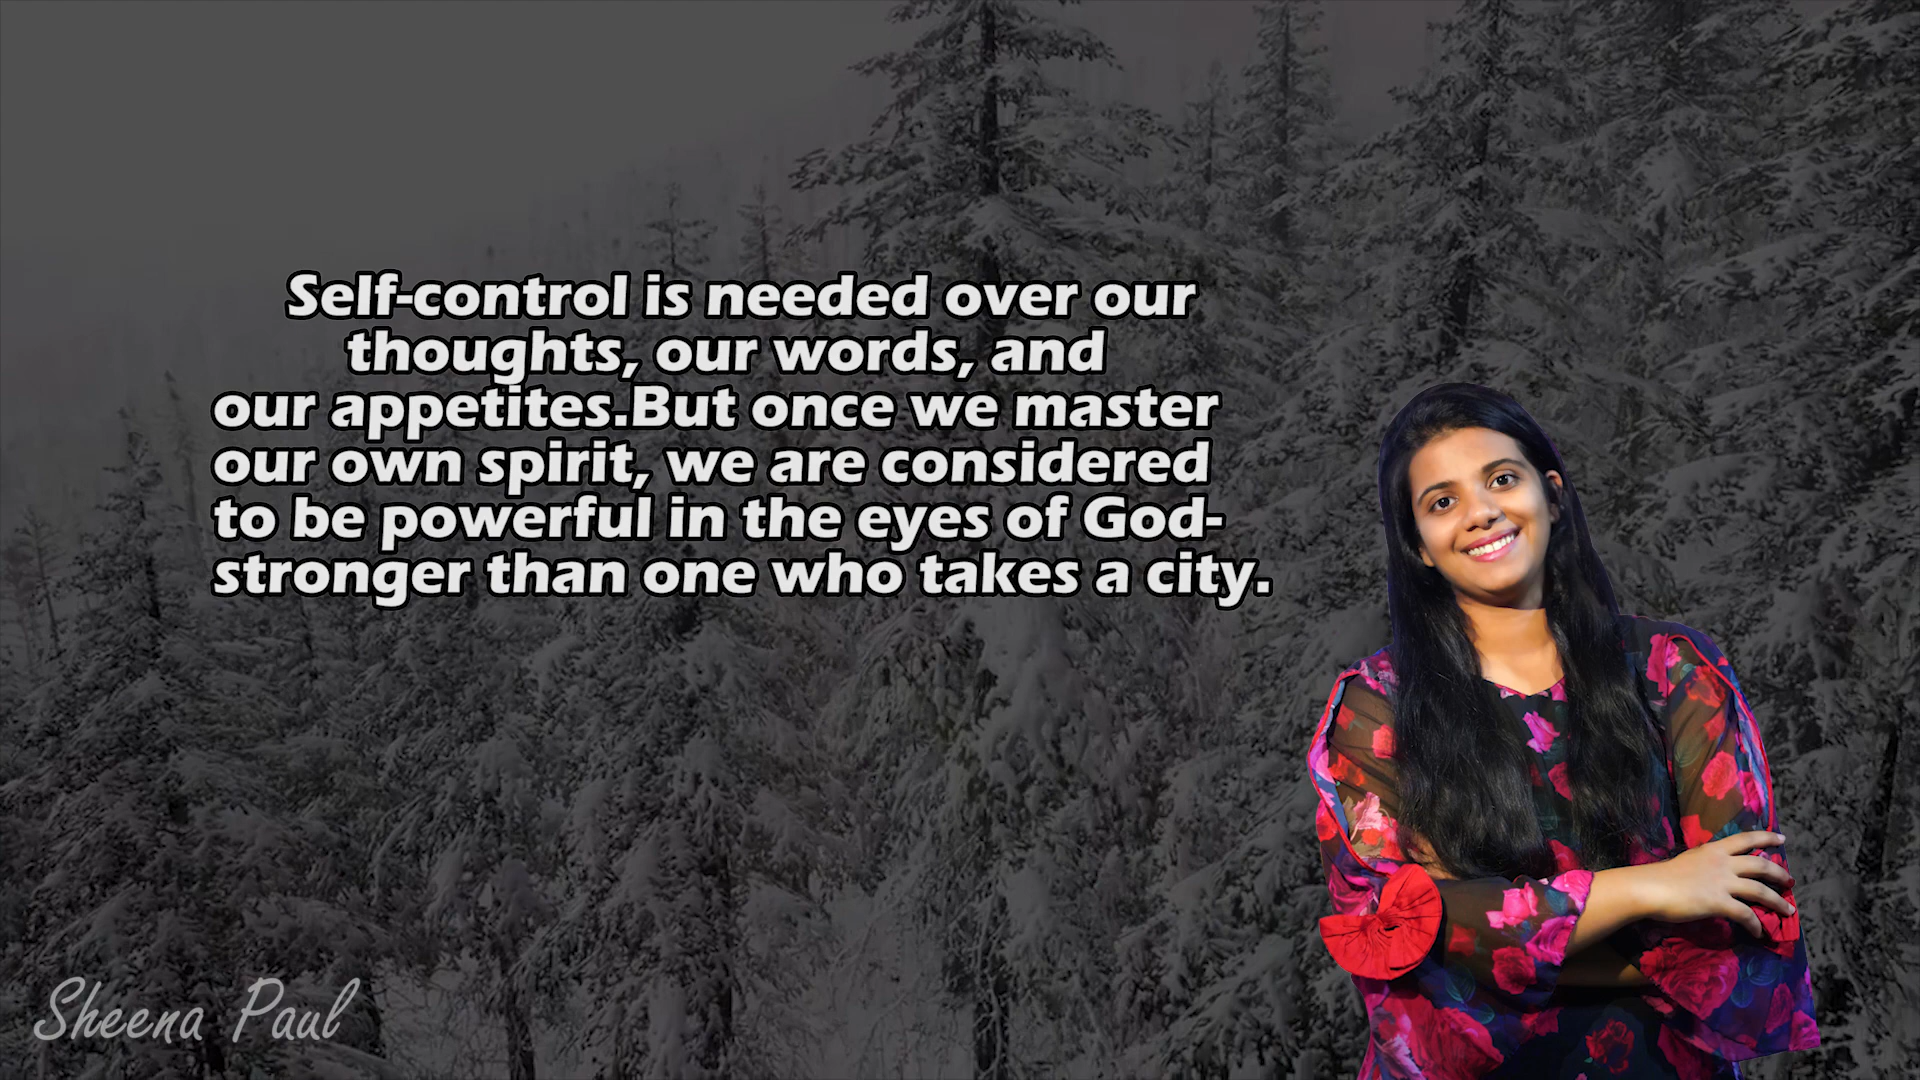 Self-control is needed over our
thoughts, our words, and
our appetites.But once we master
our own spirit, we are considered
to be powerful in the eyes of God-
stronger than one who takes a city.
Sheena Paul